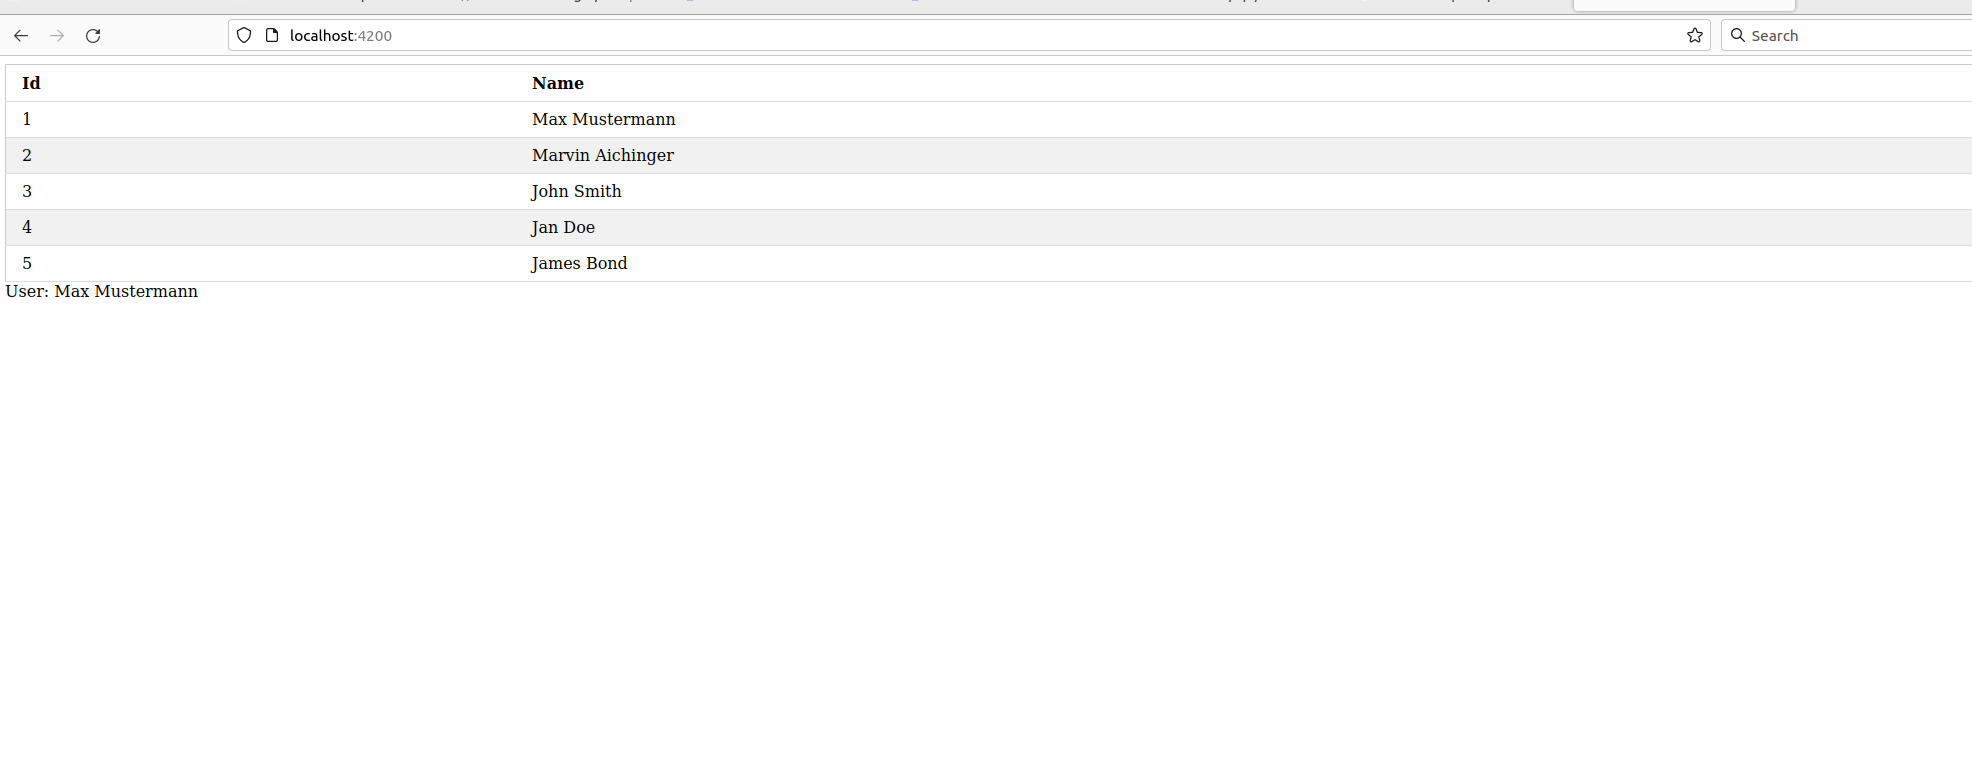 localhost:4200
Search
Id Name
1 Max Mustermann
2 Marvin Aichinger
3 John Smith
4 Jan Doe
5 James Bond
User: Max Mustermann